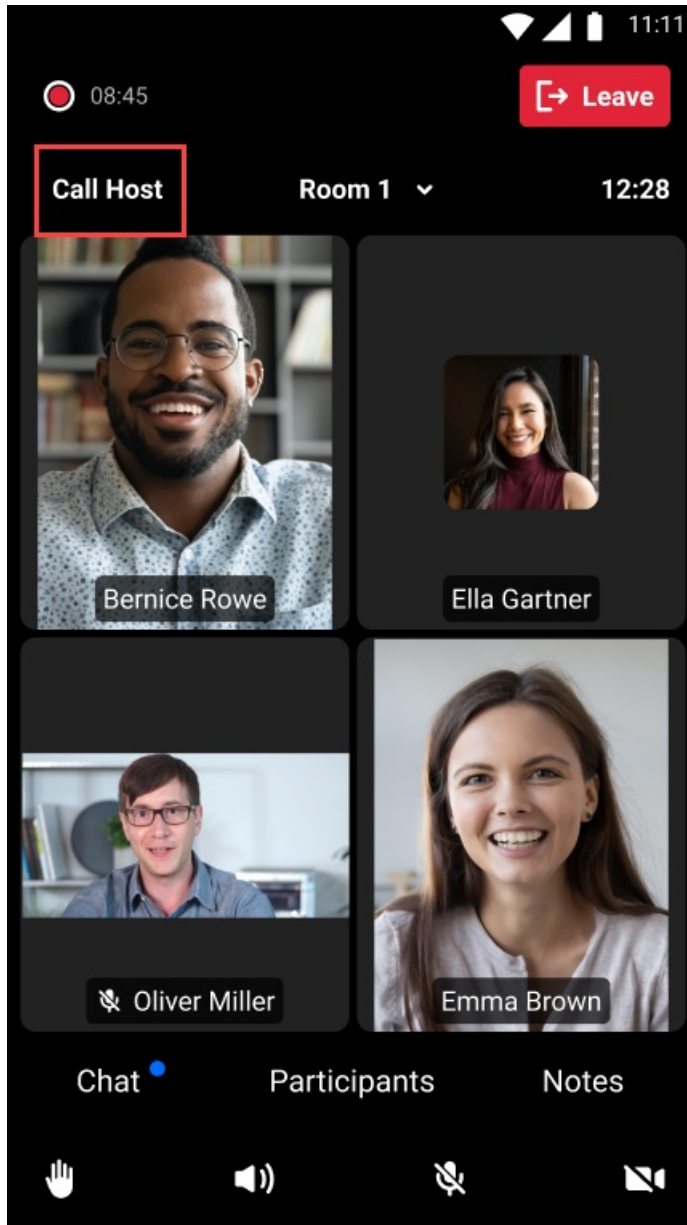 11:11
08:45
Leave
Call Host
Room 1
12:28
Bernice Rowe
Ella Gartner
Oliver Miller
Emma Brown
Chat
Participants
Notes